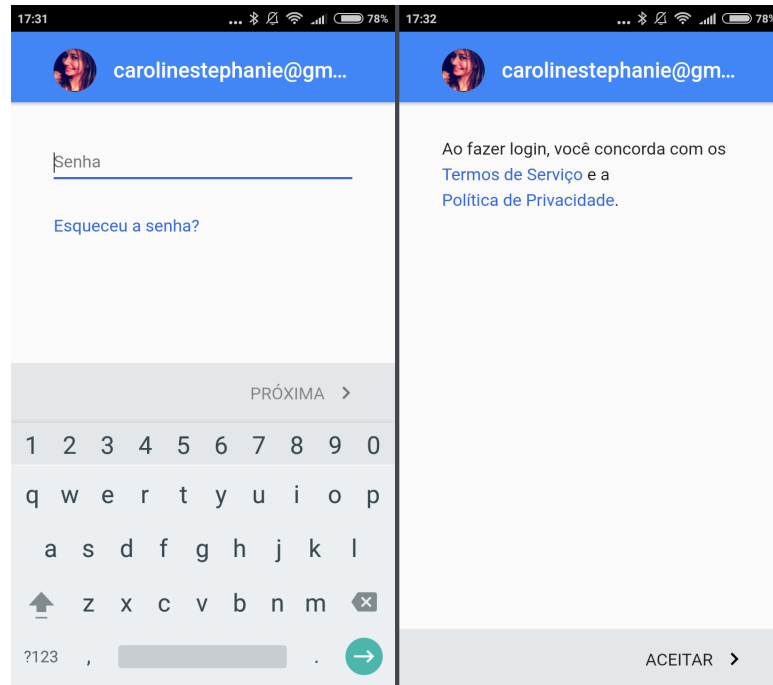 17:31
... 78%
carolinestephanie@gm...
Senha
Esqueceu a senha?
PRÓXIMA
1 2 3 4 5 6 7 8 9 0
q w e r t y u i o p
a s d f g h j k l
z x c v b n m
?123 , .
17:32
... 78%
carolinestephanie@gm...
Ao fazer login, você concorda com os
Termos de Serviço e a
Política de Privacidade.
ACEITAR